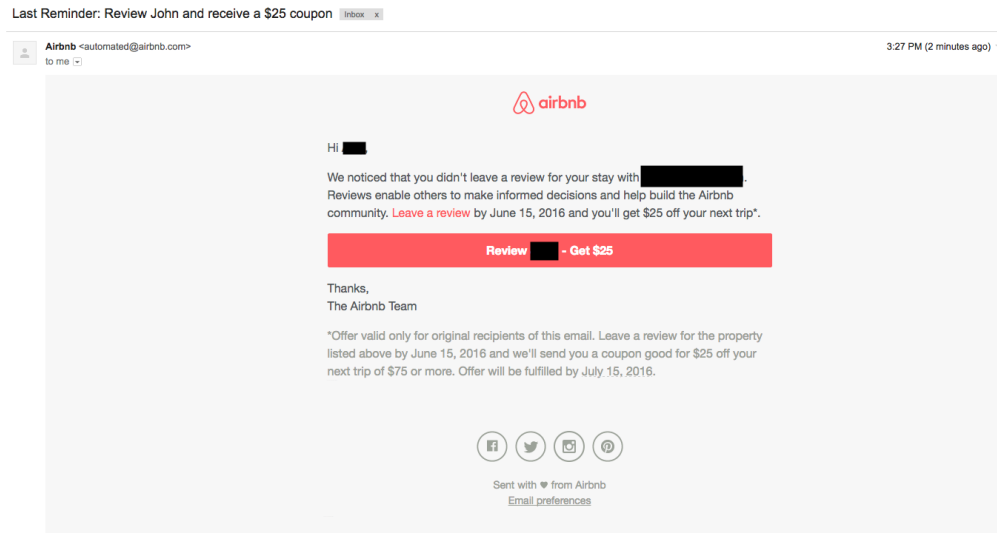 Last Reminder: Review John and receive a $25 coupon Inbox x
Airbnb <automated@airbnb.com> 3:27 PM (2 minutes ago)
to me
airbnb
Hi
We noticed that you didn't leave a review for your stay with .
Reviews enable others to make informed decisions and help build the Airbnb
community. Leave a review by June 15, 2016 and you'll get $25 off your next trip*.
Review - Get $25
Thanks,
The Airbnb Team
*Offer valid only for original recipients of this email. Leave a review for the property
listed above by June 15, 2016 and we'll send you a coupon good for $25 off your
next trip of $75 or more. Offer will be fulfilled by July 15, 2016.
Sent with ♥ from Airbnb
Email preferences